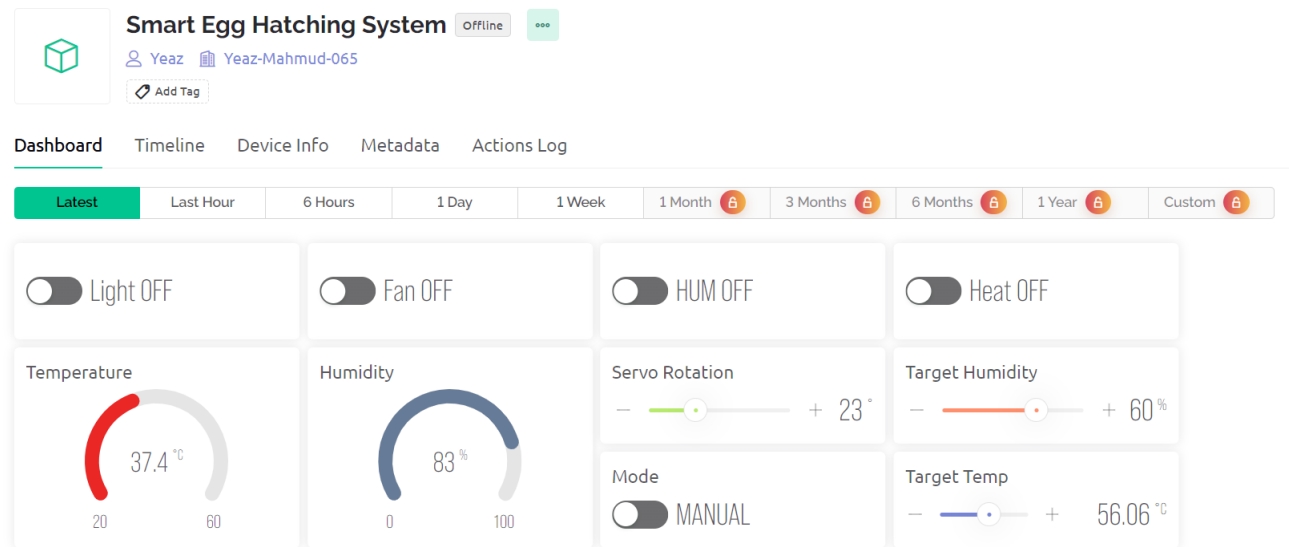 Smart Egg Hatching System Offline
Yeaz Yeaz-Mahmud-065
Add Tag
Dashboard Timeline Device Info Metadata Actions Log
Latest Last Hour 6 Hours 1 Day 1 Week 1 Month 3 Months 6 Months 1 Year Custom
Light OFF Fan OFF HUM OFF Heat OFF
Temperature
37.4 °C
20 60
Humidity
83 %
0 100
Servo Rotation
− + 23 °
Target Humidity
− + 60 %
Mode
MANUAL
Target Temp
− + 56.06 °C